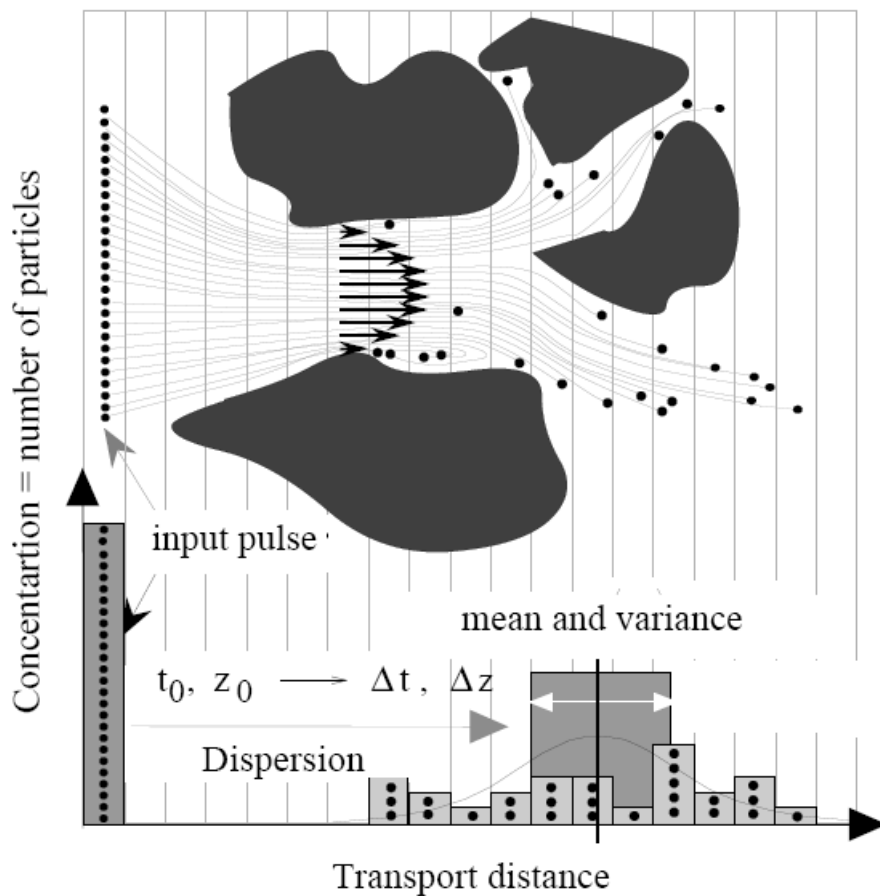 Concentartion = number of particles
input pulse
mean and variance
t0, z0 → Δt , Δz
Dispersion
Transport distance